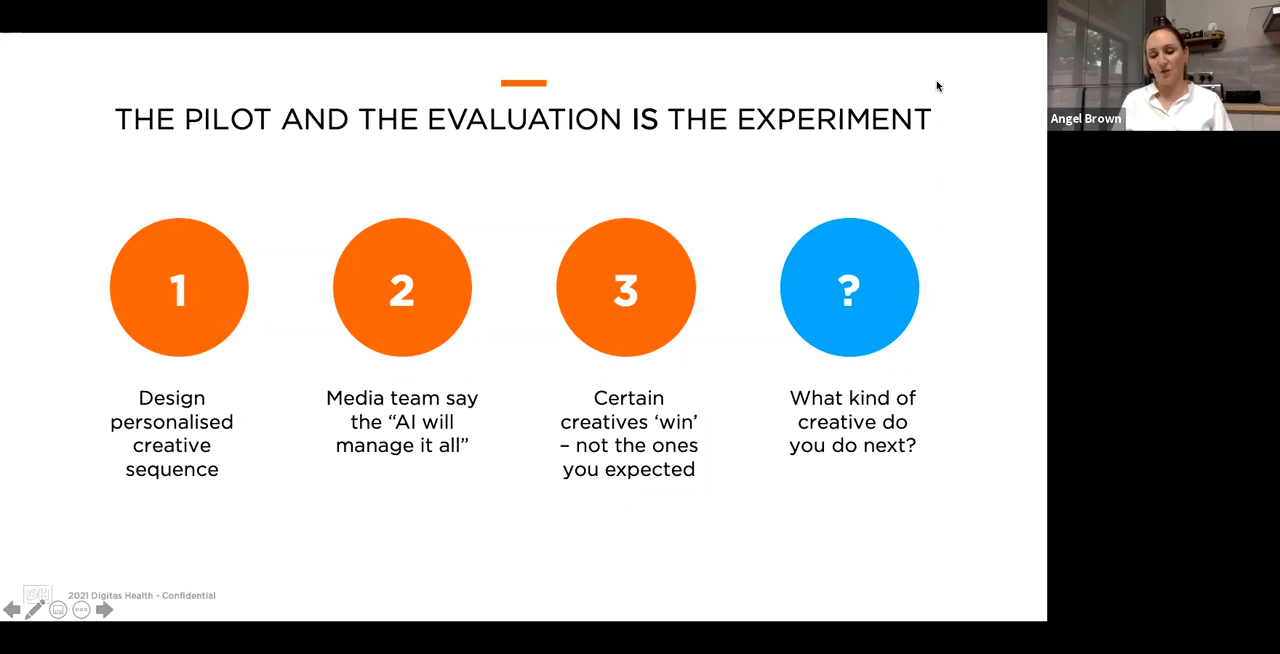 THE PILOT AND THE EVALUATION IS THE EXPERIMENT
1
Design
personalised
creative
sequence
2
Media team say
the “AI will
manage it all”
3
Certain
creatives ‘win’
– not the ones
you expected
?
What kind of
creative do
you do next?
DH
2021 Digitas Health - Confidential
Angel Brown